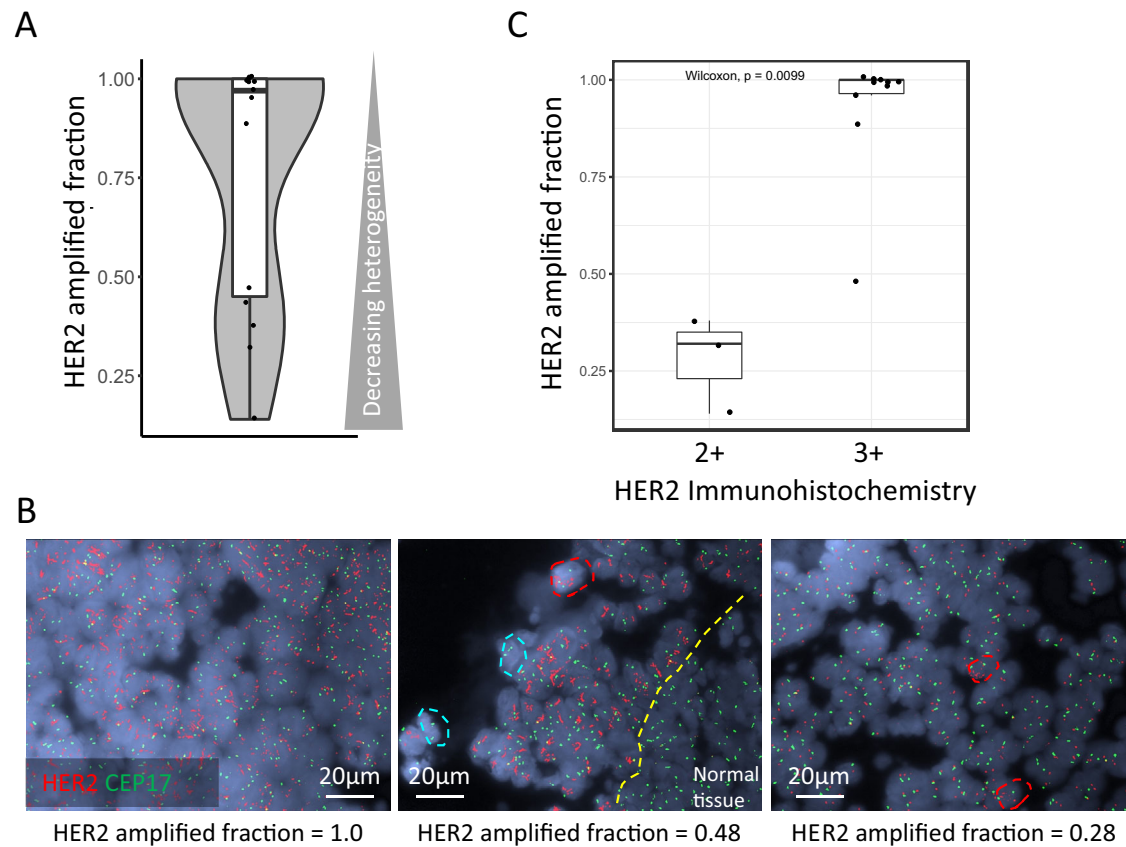 A
HER2 amplified fraction
1.00
0.75
0.50
0.25
Decreasing heterogeneity
C
HER2 amplified fraction
1.00
0.75
0.50
0.25
Wilcoxon, p = 0.0099
2+
3+
HER2 Immunohistochemistry
B
HER2 CEP17
20µm
20µm
Normal
tissue
20µm
HER2 amplified fraction = 1.0
HER2 amplified fraction = 0.48
HER2 amplified fraction = 0.28